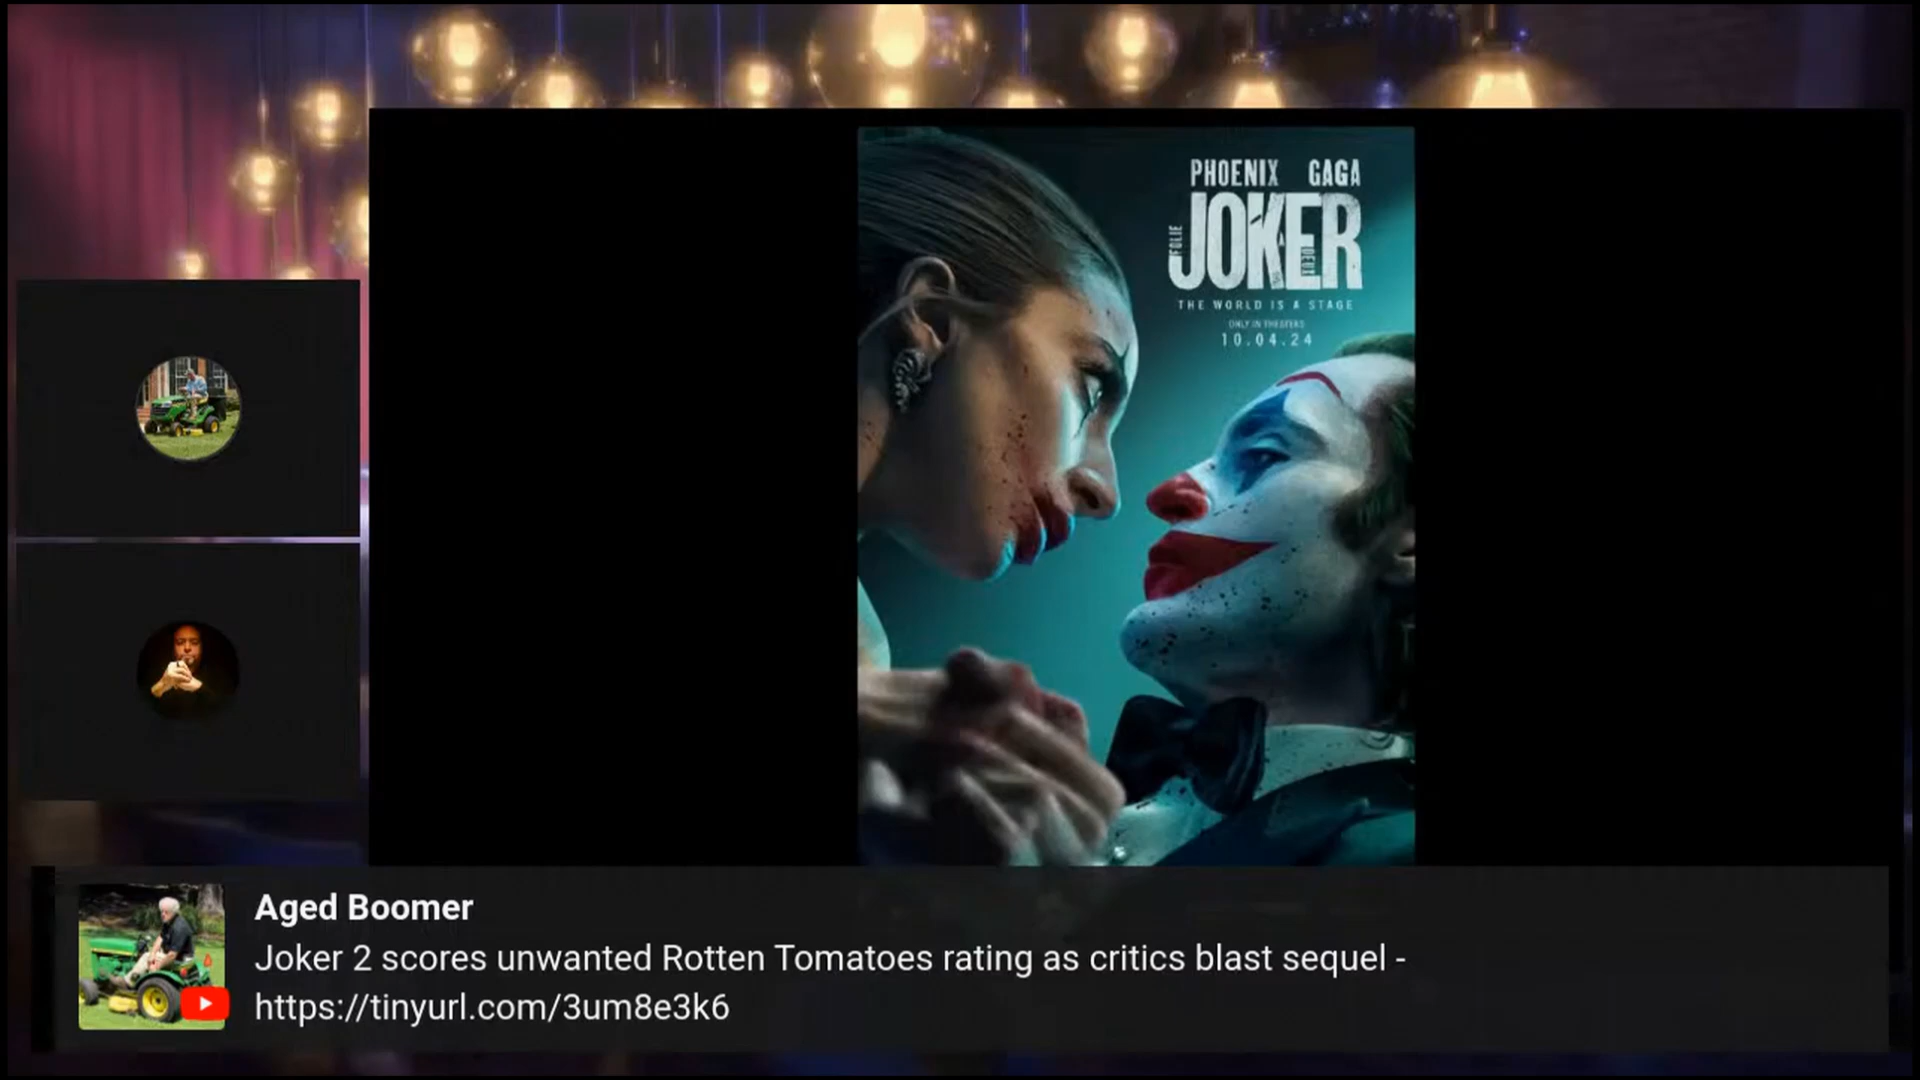 PHOENIX GAGA
JOKER
FOLIE À DEUX
THE WORLD IS A STAGE
ONLY IN THEATERS
10.04.24
Aged Boomer
Joker 2 scores unwanted Rotten Tomatoes rating as critics blast sequel -
https://tinyurl.com/3um8e3k6